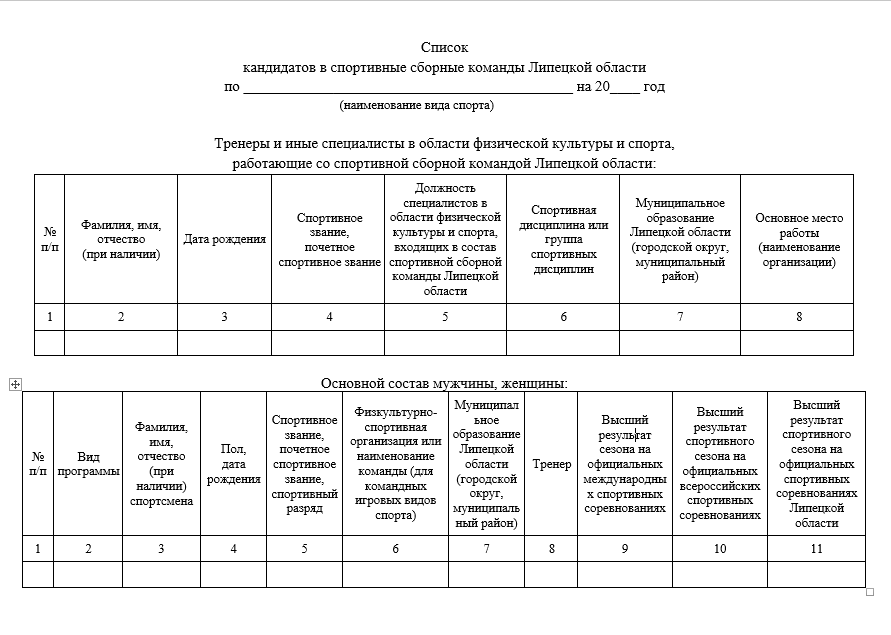 Список
кандидатов в спортивные сборные команды Липецкой области
по ______________________________________________ на 20____ год
(наименование вида спорта)
Тренеры и иные специалисты в области физической культуры и спорта,
работающие со спортивной сборной командой Липецкой области:
№
п/п
Фамилия, имя,
отчество
(при наличии)
Дата рождения
Спортивное
звание,
почетное
спортивное звание
Должность
специалистов в
области физической
культуры и спорта,
входящих в состав
спортивной сборной
команды Липецкой
области
Спортивная
дисциплина или
группа
спортивных
дисциплин
Муниципальное
образование
Липецкой области
(городской округ,
муниципальный
район)
Основное место
работы
(наименование
организации)
1 2 3 4 5 6 7 8
Основной состав мужчины, женщины:
№
п/п
Вид
программы
Фамилия,
имя,
отчество
(при
наличии)
спортсмена
Пол,
дата
рождения
Спортивное
звание,
почетное
спортивное
звание,
спортивный
разряд
Физкультурно-
спортивная
организация или
наименование
команды (для
командных
игровых видов
спорта)
Муниципал
ьное
образование
Липецкой
области
(городской
округ,
муниципаль
ный район)
Тренер
Высший
результат
сезона на
официальных
международны
х спортивных
соревнованиях
Высший
результат
спортивного
сезона на
официальных
всероссийских
спортивных
соревнованиях
Высший
результат
спортивного
сезона на
официальных
спортивных
соревнованиях
Липецкой
области
1 2 3 4 5 6 7 8 9 10 11